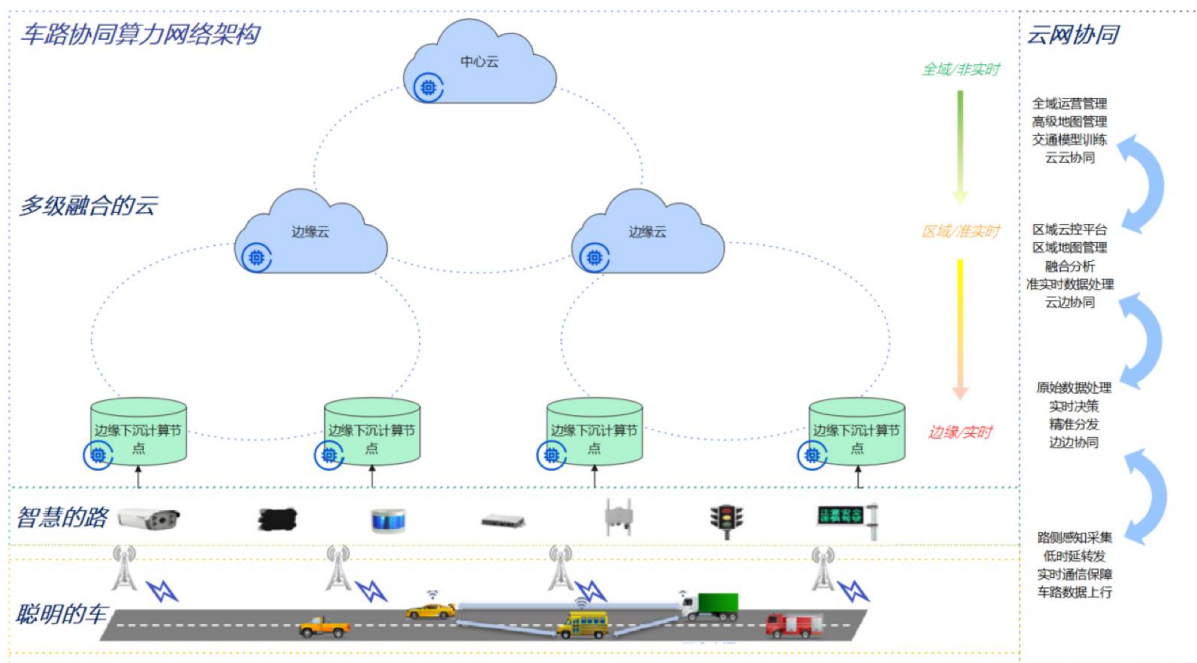 车路协同算力网络架构
云网协同
中心云
全域/非实时
全域运营管理
高级地图管理
交通模型训练
云云协同
多级融合的云
边缘云
边缘云
区域/准实时
区域云控平台
区域地图管理
融合分析
准实时数据处理
云边协同
边缘下沉计算节
点
边缘下沉计算节
点
边缘下沉计算节
点
边缘下沉计算节
点
边缘/实时
原始数据处理
实时决策
精准分发
边边协同
智慧的路
注意安全
谨慎驾驶
路侧感知采集
低时延转发
实时通信保障
车路数据上行
聪明的车